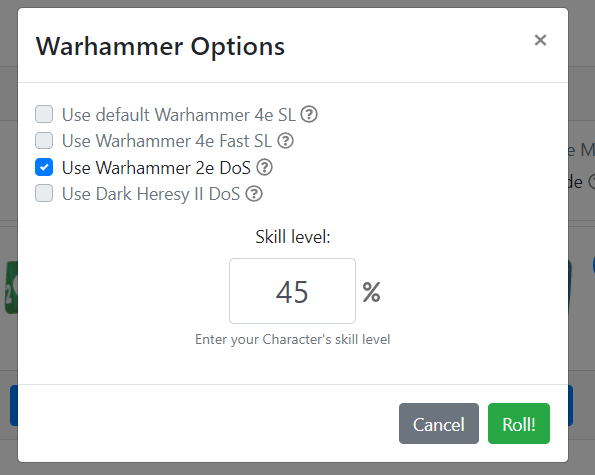 Warhammer Options
×
Use default Warhammer 4e SL
Use Warhammer 4e Fast SL
Use Warhammer 2e DoS
Use Dark Heresy II DoS
Skill level:
45 %
Enter your Character's skill level
Cancel Roll!